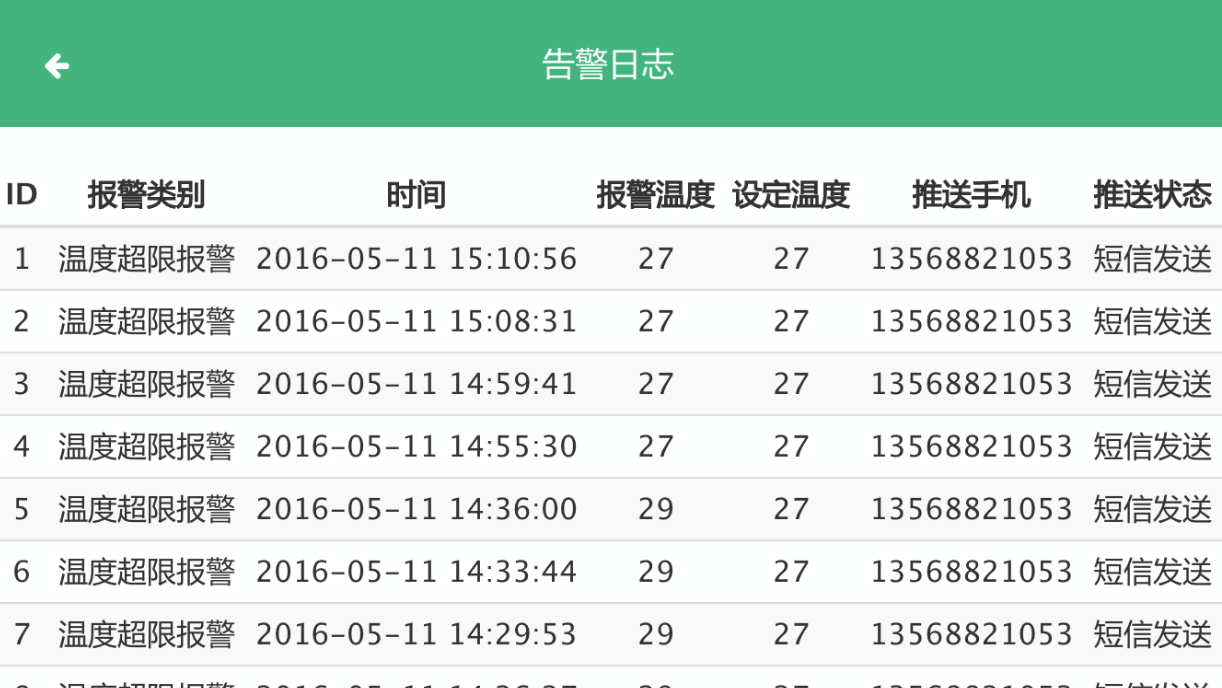 告警日志
ID 报警类别 时间 报警温度 设定温度 推送手机 推送状态
1 温度超限报警 2016-05-11 15:10:56 27 27 13568821053 短信发送
2 温度超限报警 2016-05-11 15:08:31 27 27 13568821053 短信发送
3 温度超限报警 2016-05-11 14:59:41 27 27 13568821053 短信发送
4 温度超限报警 2016-05-11 14:55:30 27 27 13568821053 短信发送
5 温度超限报警 2016-05-11 14:36:00 29 27 13568821053 短信发送
6 温度超限报警 2016-05-11 14:33:44 29 27 13568821053 短信发送
7 温度超限报警 2016-05-11 14:29:53 29 27 13568821053 短信发送